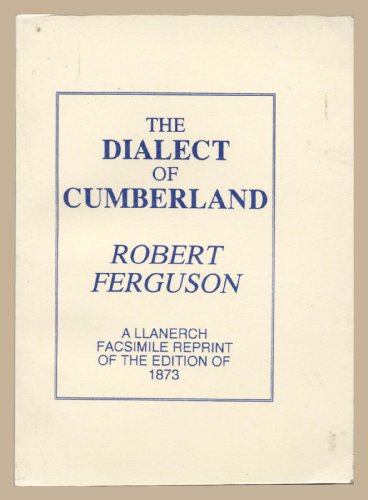 THE
DIALECT
OF
CUMBERLAND
ROBERT
FERGUSON
A LLANERCH
FACSIMILE REPRINT
OF THE EDITION OF
1873